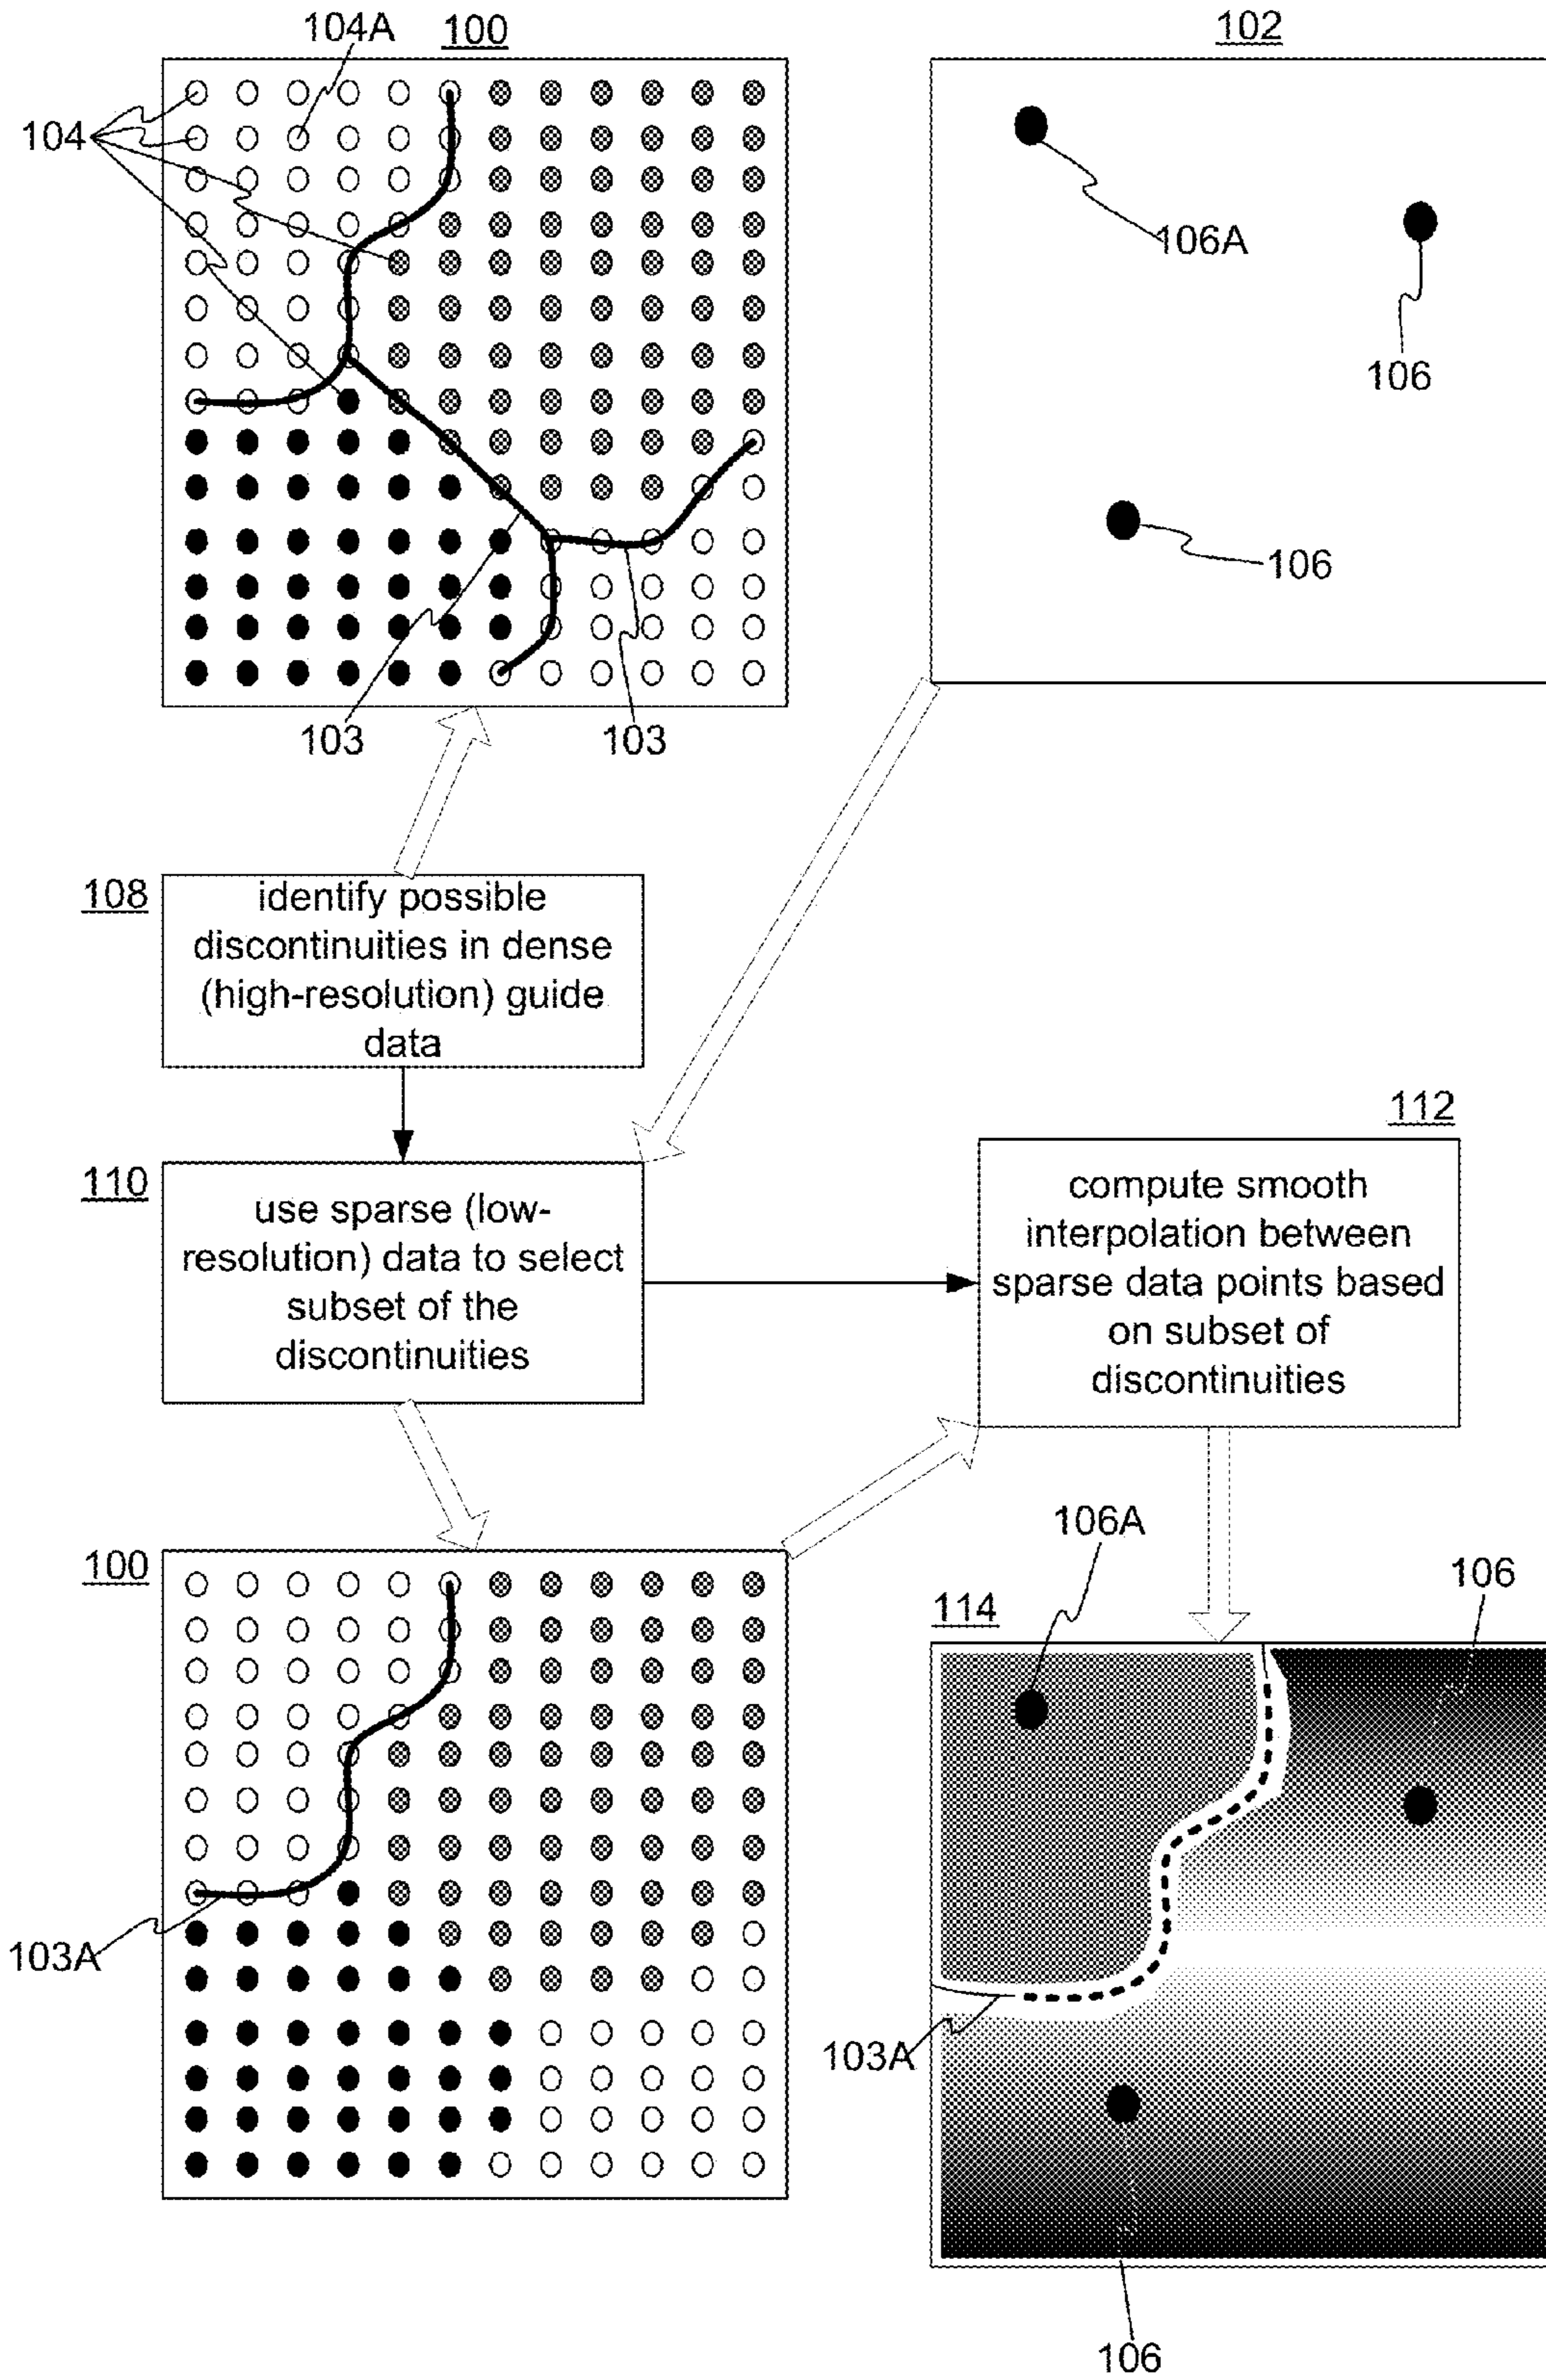 104A
100
102
104
106A
106
106
103
103
108
identify possible
discontinuities in dense
(high-resolution) guide
data
112
110
use sparse (low-
resolution) data to select
subset of the
discontinuities
compute smooth
interpolation between
sparse data points based
on subset of
discontinuities
106A
100
106
114
103A
103A
106